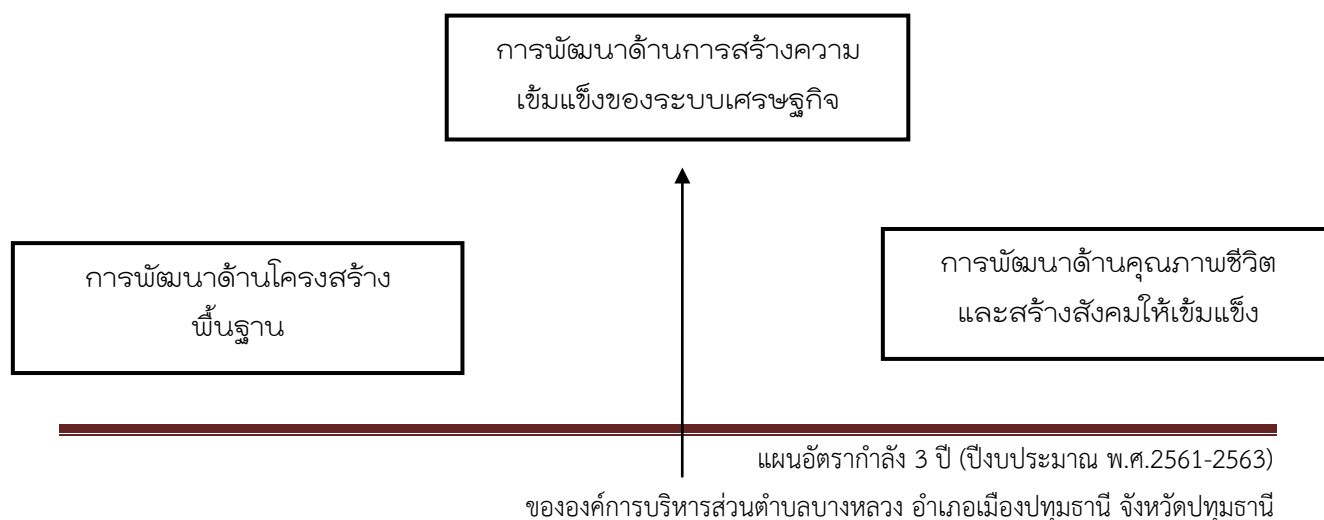 การพัฒนาด้านการสร้างความ
เข้มแข็งของระบบเศรษฐกิจ
การพัฒนาด้านโครงสร้าง
พื้นฐาน
การพัฒนาด้านคุณภาพชีวิต
และสร้างสังคมให้เข้มแข็ง
แผนอัตรากำลัง 3 ปี (ปีงบประมาณ พ.ศ.2561-2563)
ขององค์การบริหารส่วนตำบลบางหลวง อำเภอเมืองปทุมธานี จังหวัดปทุมธานี